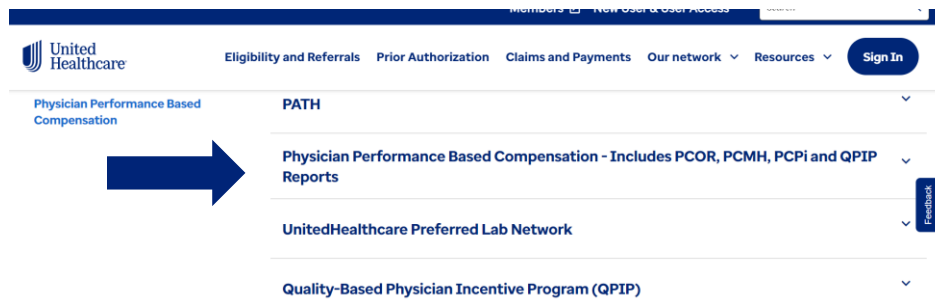 Members New User & User Access
United
Healthcare
Eligibility and Referrals Prior Authorization Claims and Payments Our network Resources Sign In
Physician Performance Based
Compensation
PATH
Physician Performance Based Compensation - Includes PCOR, PCMH, PCPi and QPIP
Reports
UnitedHealthcare Preferred Lab Network
Feedback
Quality-Based Physician Incentive Program (QPIP)